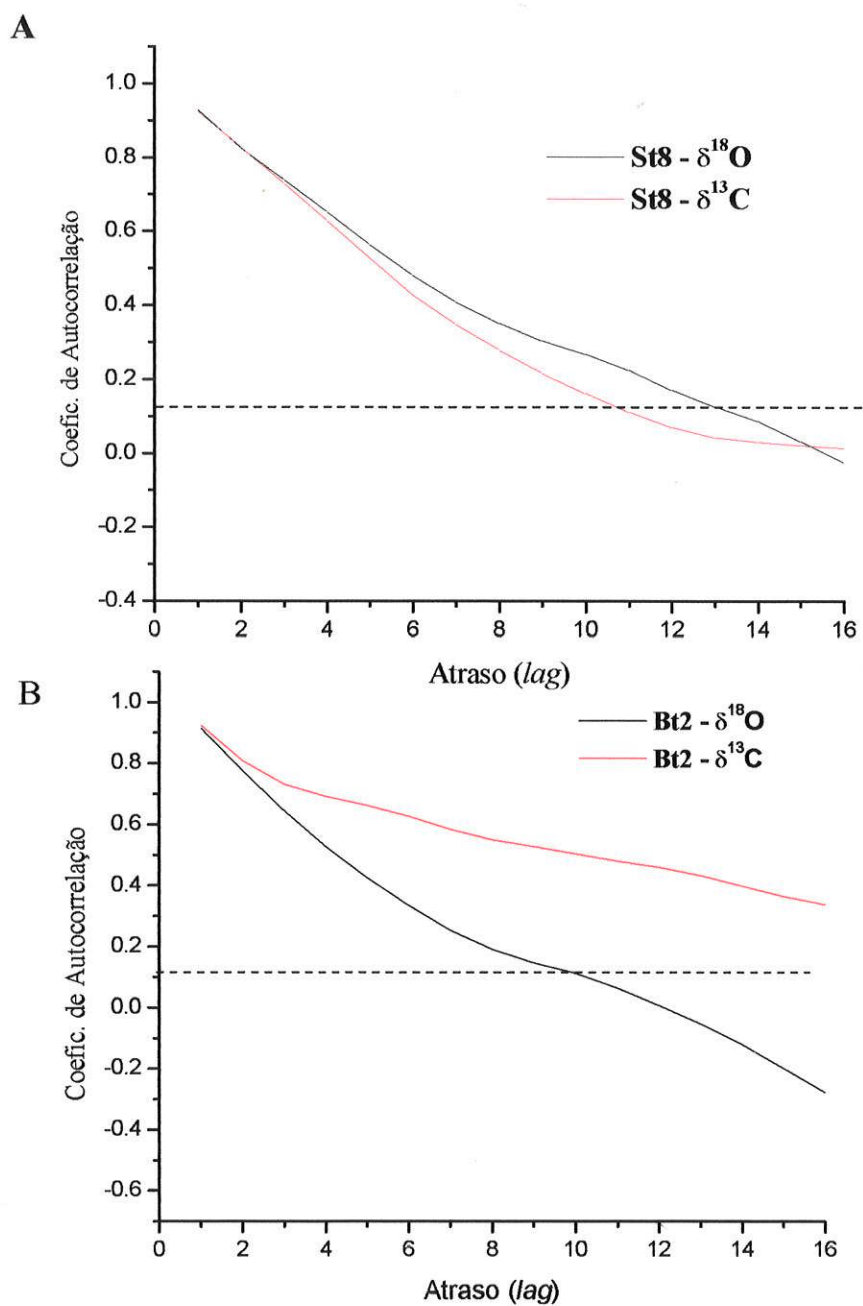 A
1.0
0.8
0.6
0.4
0.2
0.0
-0.2
-0.4
Coefic. de Autocorrelação
St8 - δ¹⁸O
St8 - δ¹³C
0 2 4 6 8 10 12 14 16
Atraso (lag)
B
1.0
0.8
0.6
0.4
0.2
0.0
-0.2
-0.4
-0.6
Coefic. de Autocorrelação
Bt2 - δ¹⁸O
Bt2 - δ¹³C
0 2 4 6 8 10 12 14 16
Atraso (lag)